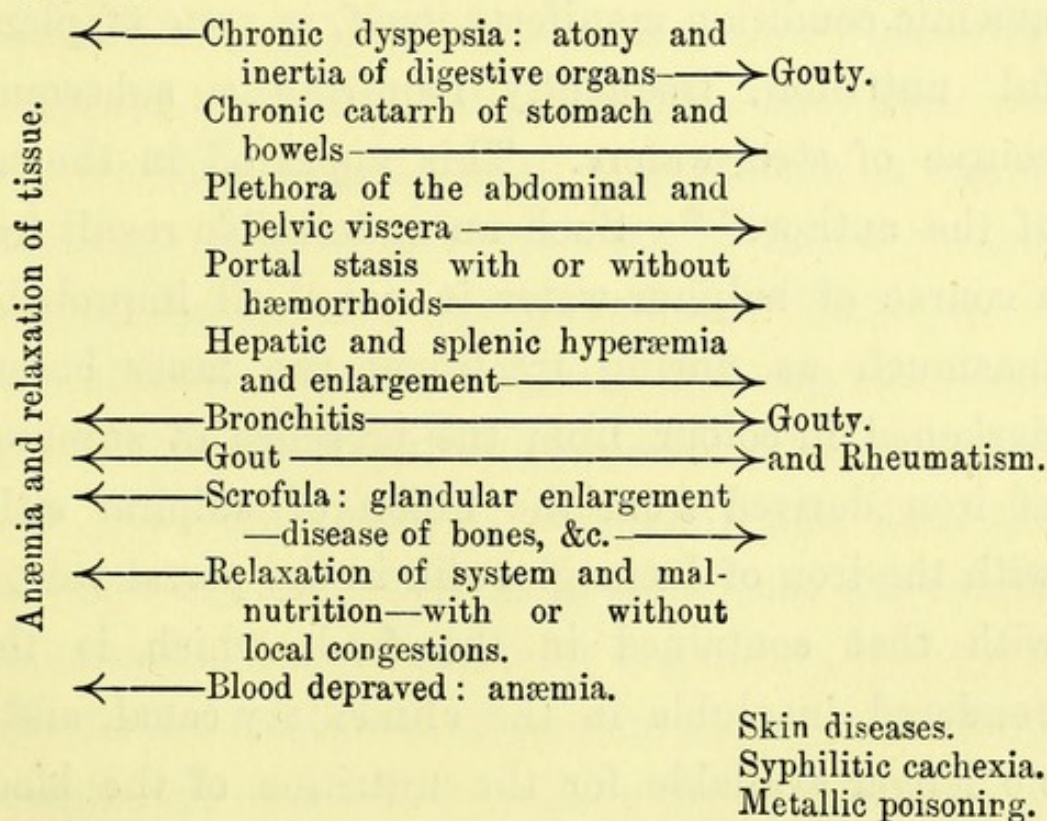 Anæmia and relaxation of tissue.
Chronic dyspepsia: atony and
inertia of digestive organs Gouty.
Chronic catarrh of stomach and
bowels
Plethora of the abdominal and
pelvic viscera
Portal stasis with or without
hæmorrhoids
Hepatic and splenic hyperæmia
and enlargement
Bronchitis Gouty.
Gout and Rheumatism.
Scrofula: glandular enlargement
—disease of bones, &c.
Relaxation of system and mal-
nutrition—with or without
local congestions.
Blood depraved: anæmia.
Skin diseases.
Syphilitic cachexia.
Metallic poisoning.